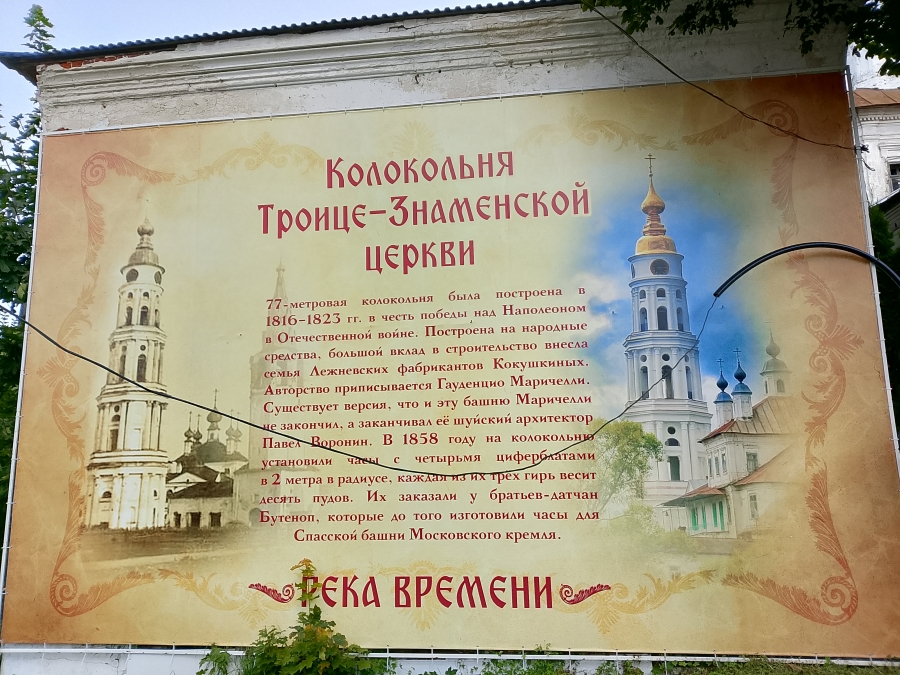 Колокольня
Троице-Знаменской
церкви
77-метровая колокольня была построена в
1816-1823 гг. в честь победы над Наполеоном
в Отечественной войне. Построена на народные
средства, большой вклад в строительство внесла
семья Лежневских фабрикантов Кокушкиных.
Авторство приписывается Гауденцио Маричелли.
Существует версия, что и эту башню Маричелли
не закончил, а заканчивал её шуйский архитектор
Павел Воронин. В 1858 году на колокольню
установили часы с четырьмя циферблатами
в 2 метра в радиусе, каждая из их трёх гирь весит
десять пудов. Их заказали у братьев-датчан
Бутеноп, которые до того изготовили часы для
Спасской башни Московского кремля.
РЕКА ВРЕМЕНИ